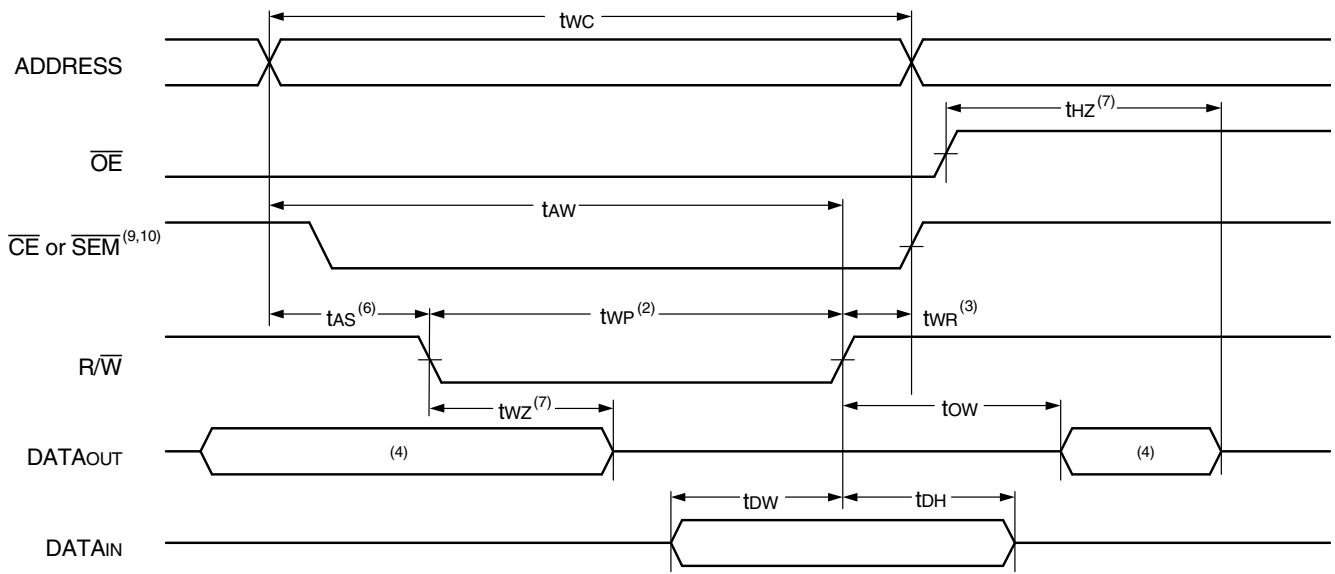 tWC
ADDRESS
tHZ(7)
OE
tAW
CE or SEM(9,10)
tAS(6)
tWP(2)
tWR(3)
R/W
tWZ(7)
tOW
DATAOUT
(4)
(4)
tDW
tDH
DATAIN